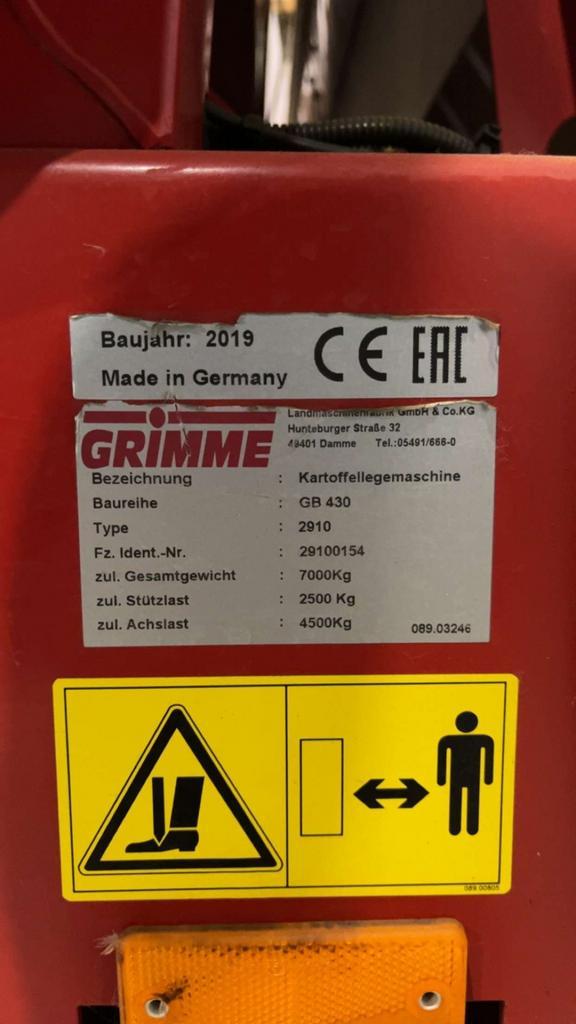 Baujahr: 2019
Made in Germany
CE EAC
GRIMME
Landmaschinenfabrik GmbH & Co.KG
Hunteburger Straße 32
49401 Damme Tel.:05491/666-0
Bezeichnung : Kartoffellegemaschine
Baureihe : GB 430
Type : 2910
Fz. Ident.-Nr. : 29100154
zul. Gesamtgewicht : 7000Kg
zul. Stützlast : 2500 Kg
zul. Achslast : 4500Kg
089.03246
089.00805